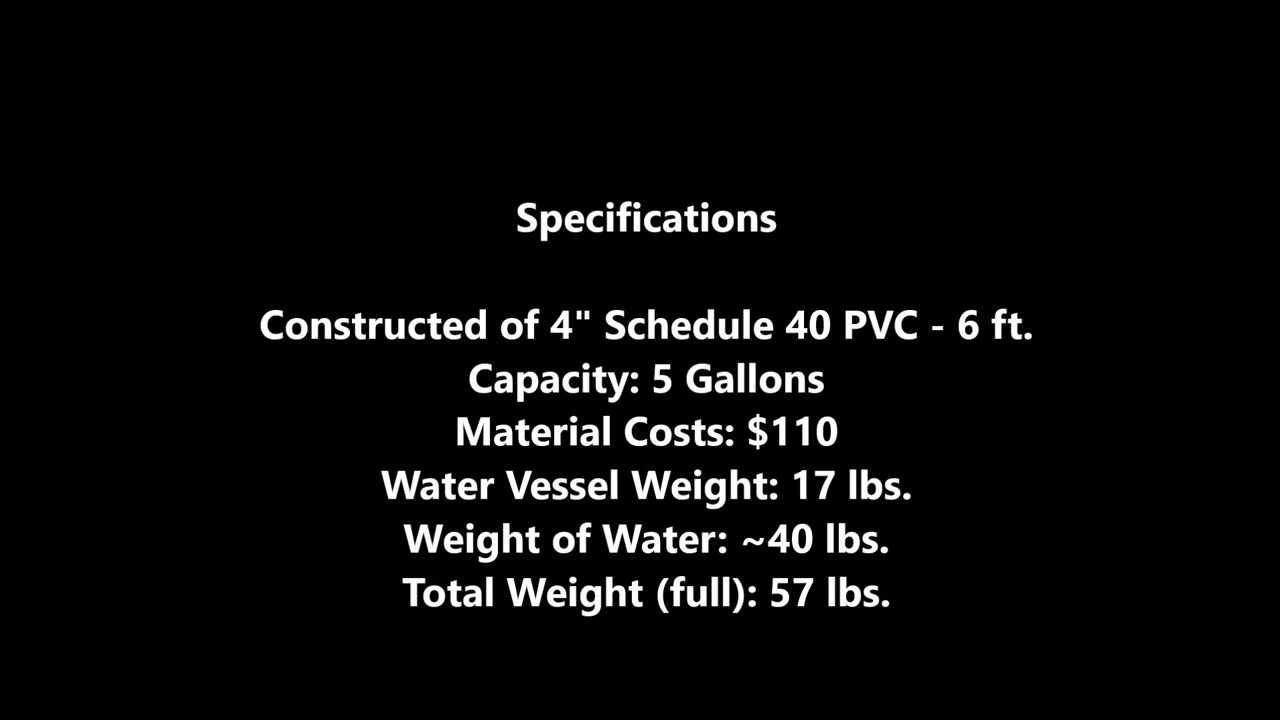 Specifications
Constructed of 4" Schedule 40 PVC - 6 ft.
Capacity: 5 Gallons
Material Costs: $110
Water Vessel Weight: 17 lbs.
Weight of Water: ~40 lbs.
Total Weight (full): 57 lbs.